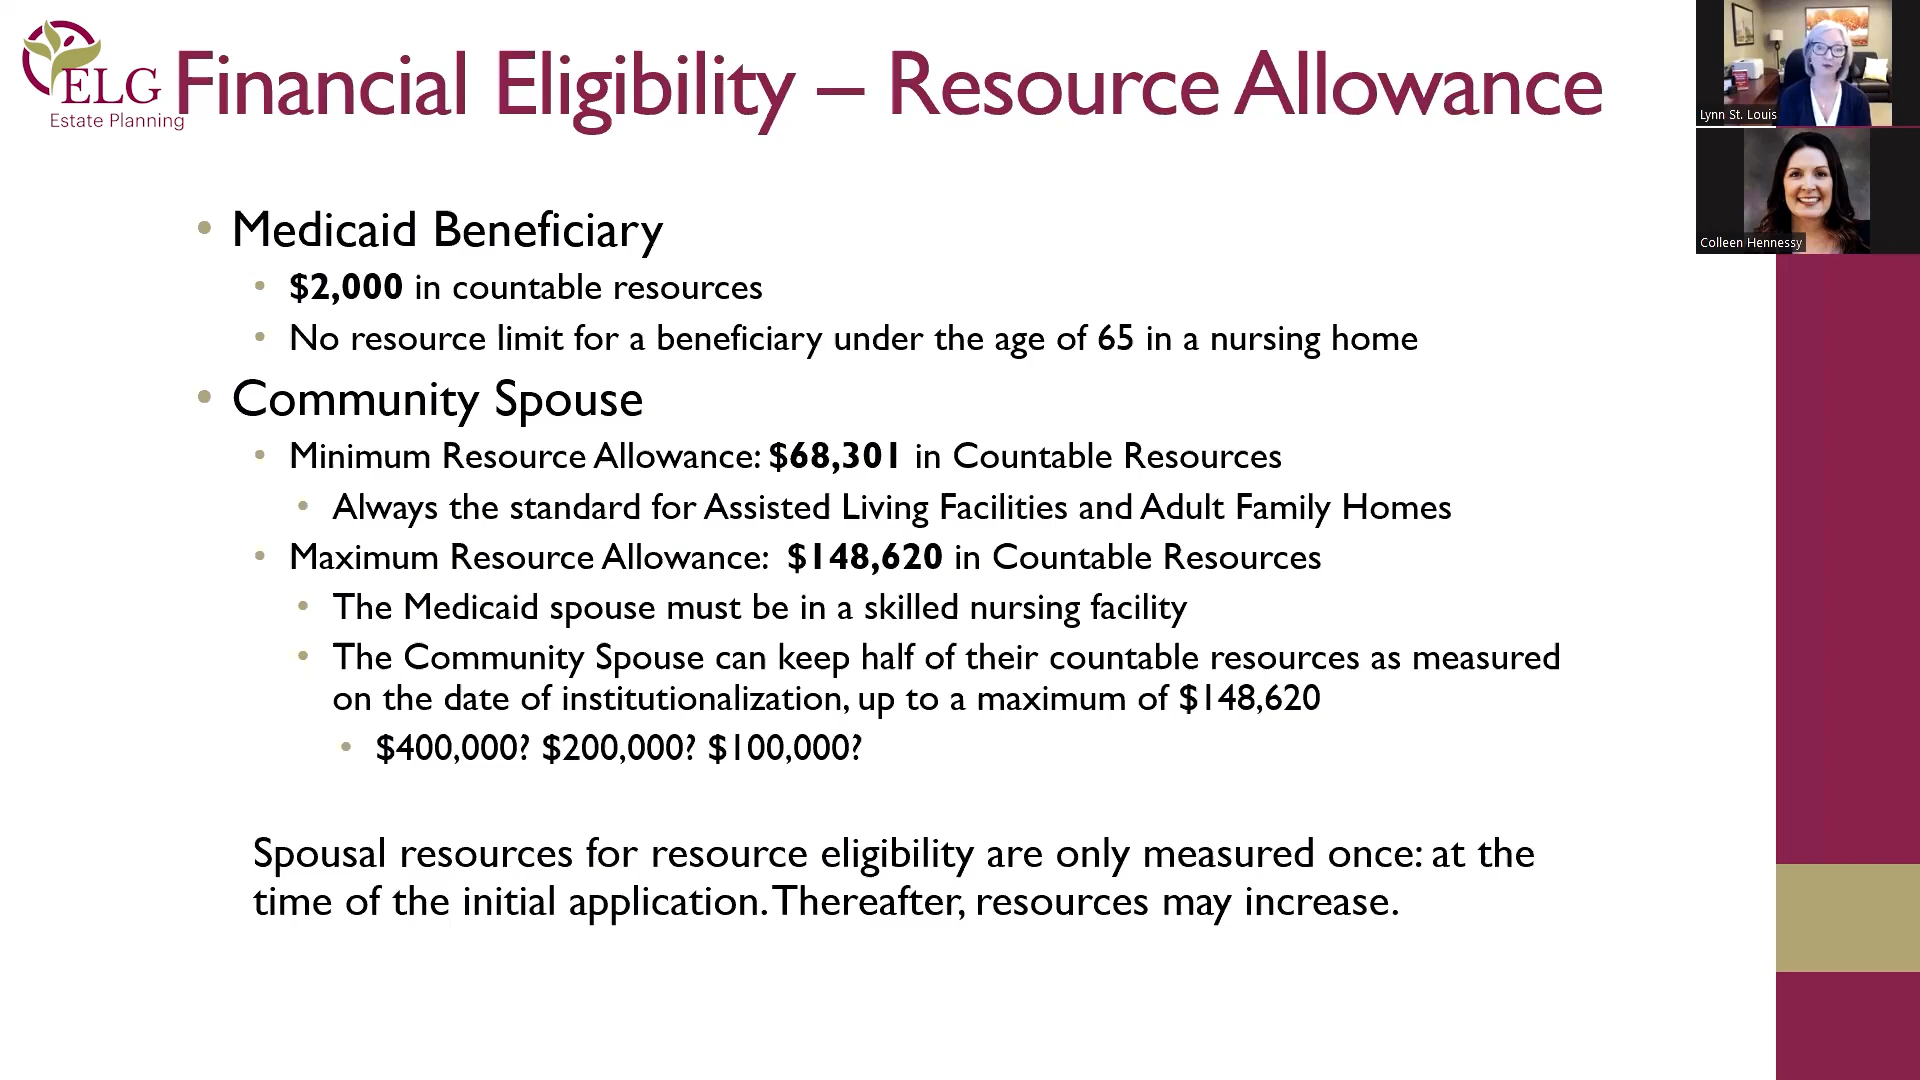 ELG
Estate Planning
Financial Eligibility – Resource Allowance
• Medicaid Beneficiary
• $2,000 in countable resources
• No resource limit for a beneficiary under the age of 65 in a nursing home
• Community Spouse
• Minimum Resource Allowance: $68,301 in Countable Resources
• Always the standard for Assisted Living Facilities and Adult Family Homes
• Maximum Resource Allowance: $148,620 in Countable Resources
• The Medicaid spouse must be in a skilled nursing facility
• The Community Spouse can keep half of their countable resources as measured
on the date of institutionalization, up to a maximum of $148,620
• $400,000? $200,000? $100,000?
Spousal resources for resource eligibility are only measured once: at the
time of the initial application. Thereafter, resources may increase.
Lynn St. Louis
Colleen Hennessy